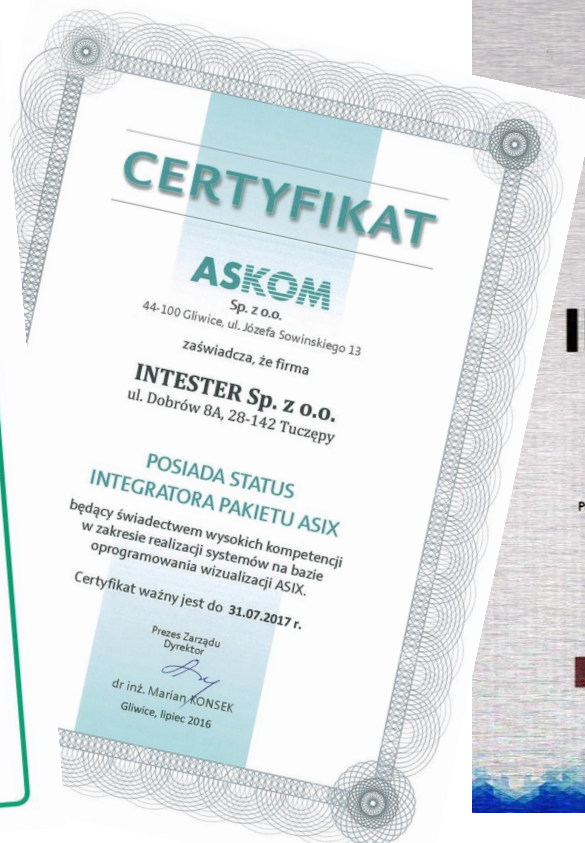 CERTYFIKAT
ASKOM
Sp. z o.o.
44-100 Gliwice, ul. Józefa Sowinskiego 13
zaświadcza, że firma
INTESTER Sp. z o.o.
ul. Dobrów 8A, 28-142 Tuczępy
POSIADA STATUS
INTEGRATORA PAKIETU ASIX
będący świadectwem wysokich kompetencji
w zakresie realizacji systemów na bazie
oprogramowania wizualizacji ASIX.
Certyfikat ważny jest do 31.07.2017 r.
Prezes Zarządu
Dyrektor
dr inż. Marian KONSEK
Gliwice, lipiec 2016
P